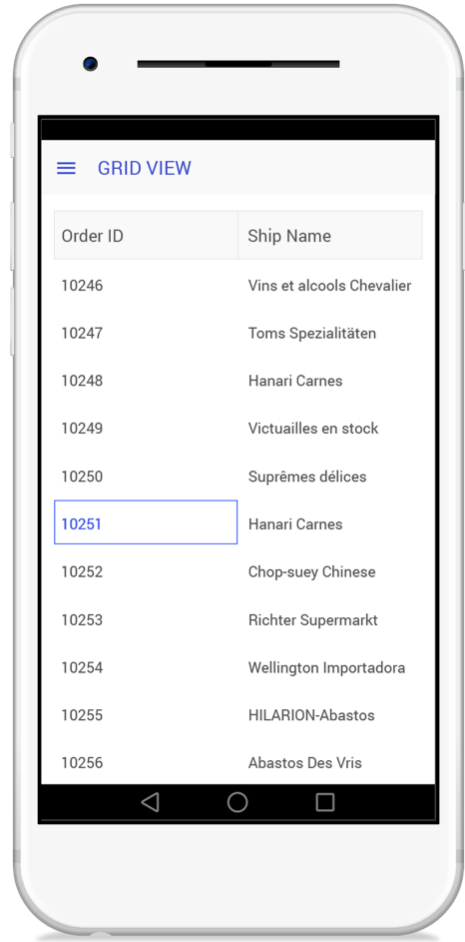 GRID VIEW
Order ID Ship Name
10246 Vins et alcools Chevalier
10247 Toms Spezialitäten
10248 Hanari Carnes
10249 Victuailles en stock
10250 Suprêmes délices
10251 Hanari Carnes
10252 Chop-suey Chinese
10253 Richter Supermarkt
10254 Wellington Importadora
10255 HILARION-Abastos
10256 Abastos Des Vris